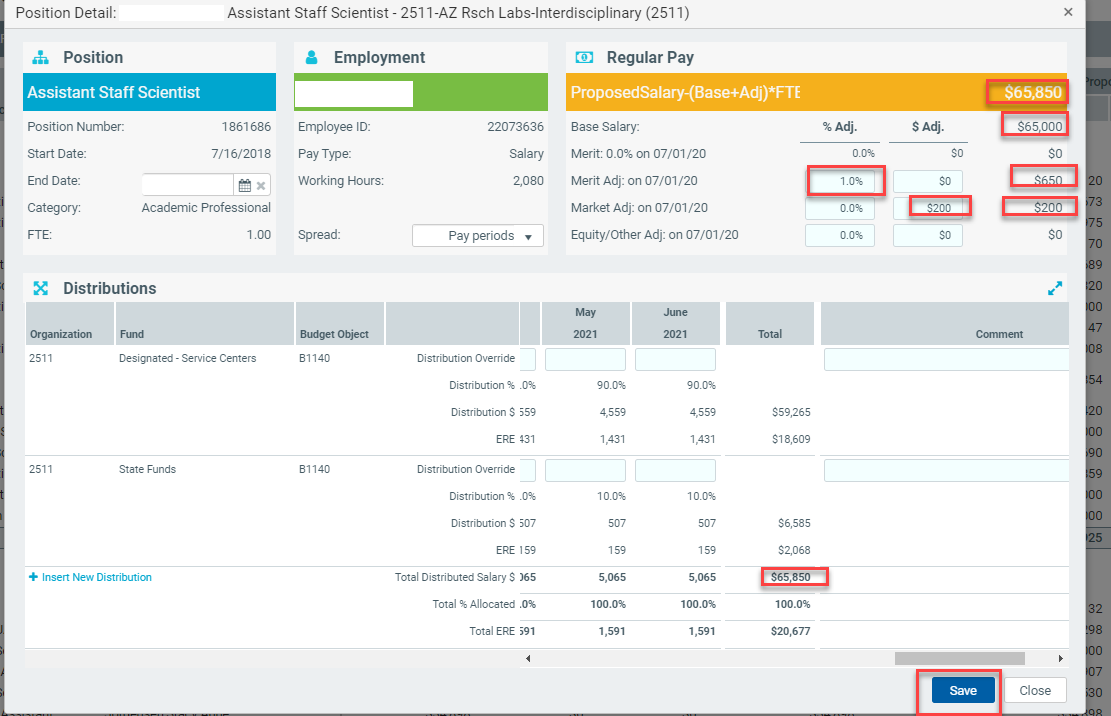 Position Detail: Assistant Staff Scientist - 2511-AZ Rsch Labs-Interdisciplinary (2511) ×
Position
Assistant Staff Scientist
Position Number: 1861686
Start Date: 7/16/2018
End Date:
Category: Academic Professional
FTE: 1.00
Employment
Employee ID: 22073636
Pay Type: Salary
Working Hours: 2,080
Spread: Pay periods
Regular Pay
ProposedSalary-(Base+Adj)*FTE $65,850
Base Salary: % Adj. $ Adj. $65,000
Merit: 0.0% on 07/01/20 0.0% $0 $0
Merit Adj: on 07/01/20 1.0% $0 $650
Market Adj: on 07/01/20 0.0% $200 $200
Equity/Other Adj: on 07/01/20 0.0% $0 $0
Distributions
May June
Organization Fund Budget Object 2021 2021 Total Comment
2511 Designated - Service Centers B1140 Distribution Override
Distribution % .0% 90.0% 90.0%
Distribution $ 559 4,559 4,559 $59,265
ERE 431 1,431 1,431 $18,609
2511 State Funds B1140 Distribution Override
Distribution % .0% 10.0% 10.0%
Distribution $ 507 507 507 $6,585
ERE 159 159 159 $2,068
+ Insert New Distribution Total Distributed Salary $ 065 5,065 5,065 $65,850
Total % Allocated .0% 100.0% 100.0% 100.0%
Total ERE 591 1,591 1,591 $20,677
Save Close